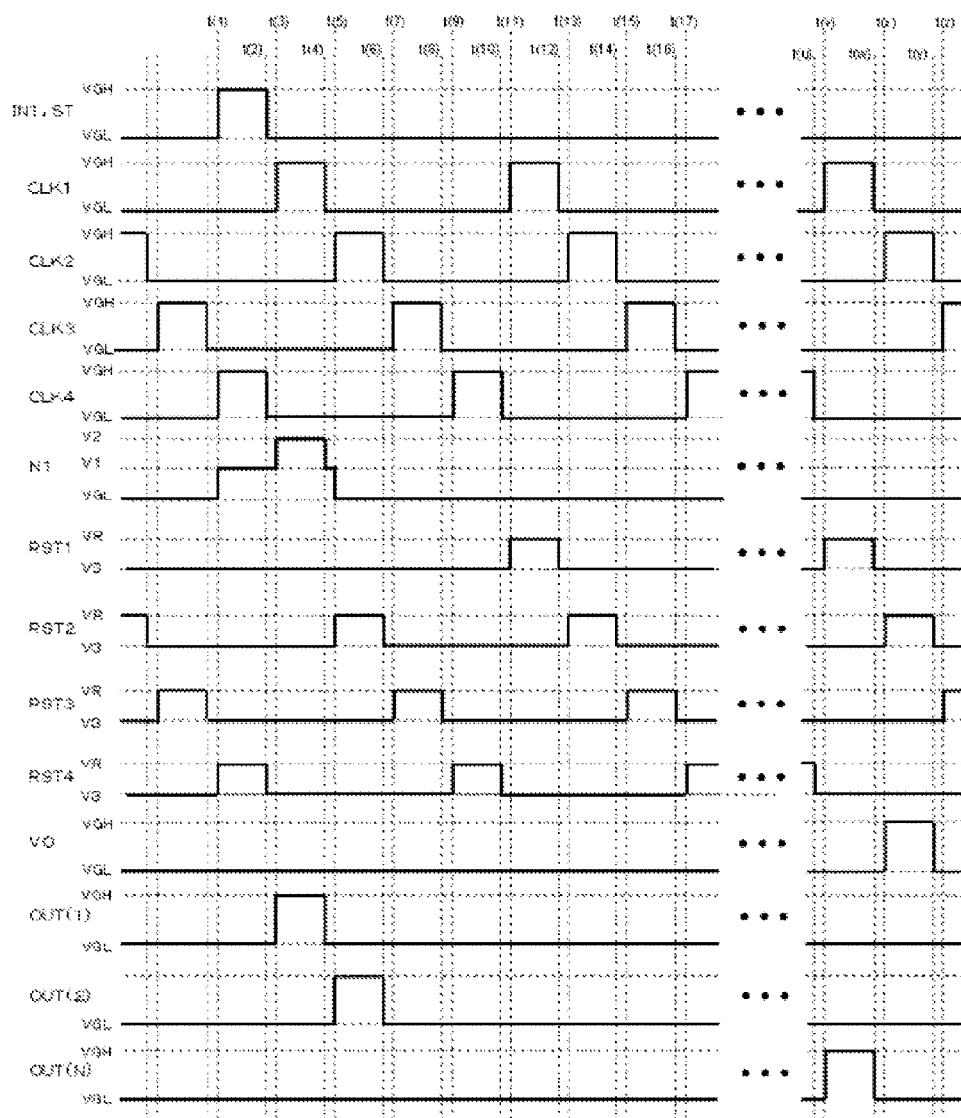 t(1) t(3) t(5) t(7) t(9) t(11) t(13) t(15) t(17) t(v) t(x) t(z)
t(2) t(4) t(6) t(8) t(10) t(12) t(14) t(16) t(u) t(w) t(y)
VGH
IN1, ST
VGL
VGH
CLK1
VGL
VGH
CLK2
VGL
VGH
CLK3
VGL
VGH
CLK4
VGL
V2
N1 V1
VGL
RST1 VR
V3
RST2 VR
V3
RST3 VR
V3
RST4 VR
V3
VGH
VO
VGL
VGH
OUT(1)
VGL
OUT(2)
VGL
VGH
OUT(N)
VGL